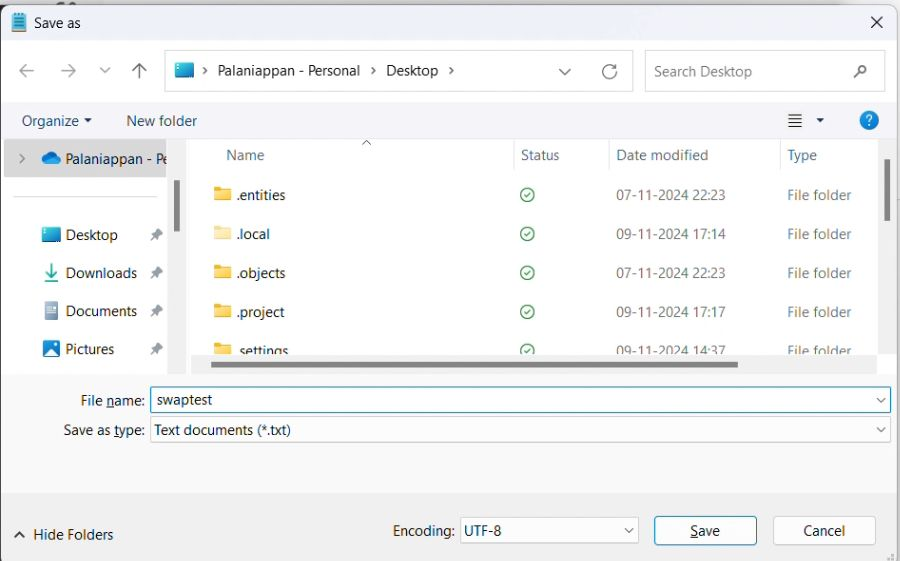 Save as
Palaniappan - Personal > Desktop >
Search Desktop
Organize
New folder
Palaniappan - Pe
Desktop
Downloads
Documents
Pictures
Name Status Date modified Type
.entities 07-11-2024 22:23 File folder
.local 09-11-2024 17:14 File folder
.objects 07-11-2024 22:23 File folder
.project 09-11-2024 17:17 File folder
.settings 09-11-2024 14:37 File folder
File name: swaptest
Save as type: Text documents (*.txt)
Hide Folders
Encoding: UTF-8
Save
Cancel